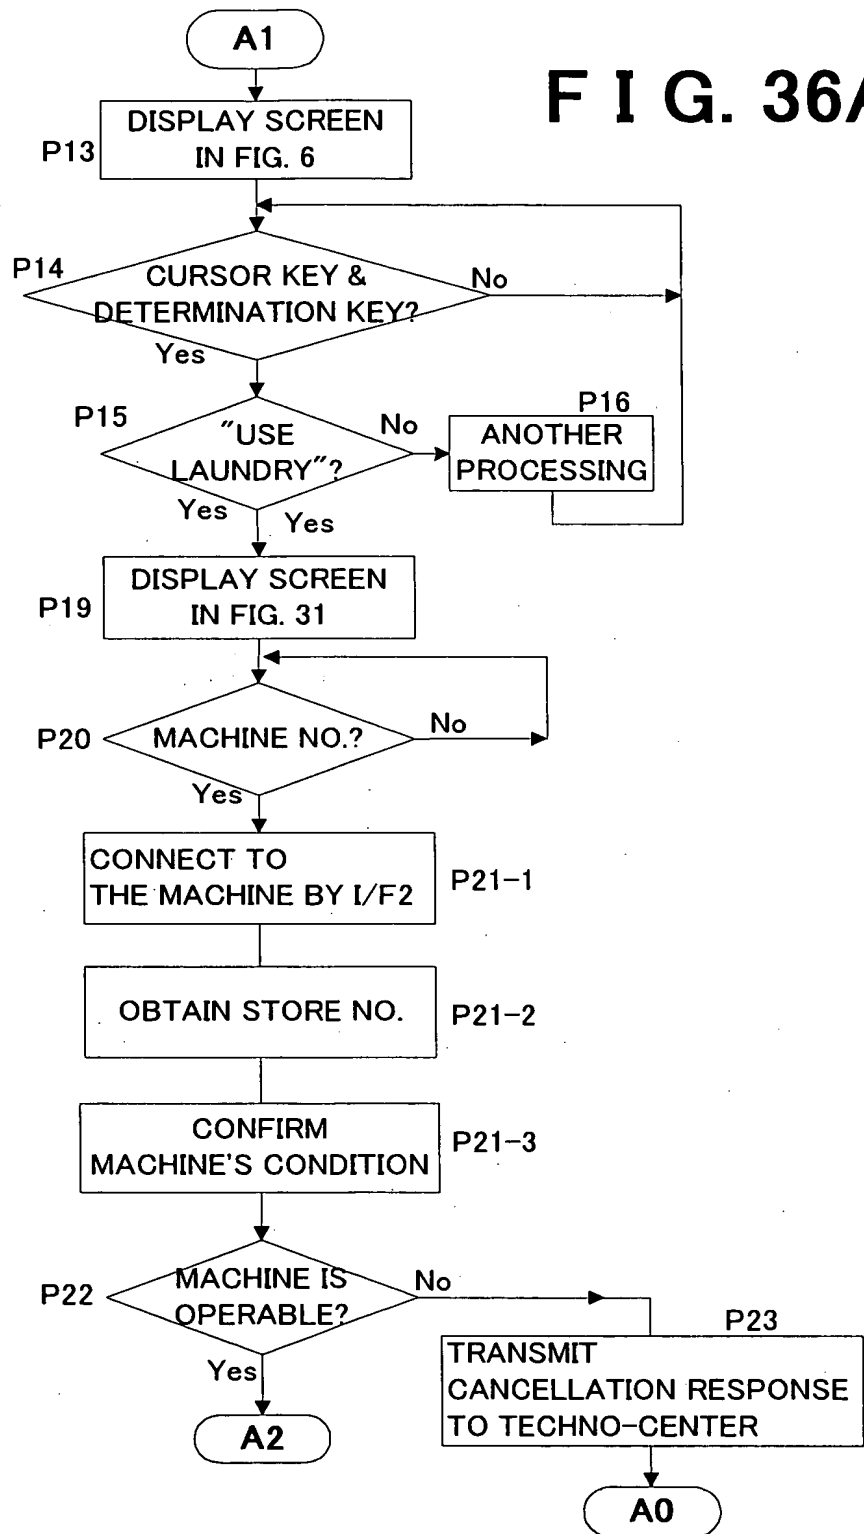 A1
F I G. 36A
DISPLAY SCREEN
IN FIG. 6
P13
P14
CURSOR KEY &
DETERMINATION KEY?
No
Yes
P15
"USE
LAUNDRY"?
No
P16
ANOTHER
PROCESSING
Yes
Yes
DISPLAY SCREEN
IN FIG. 31
P19
P20
MACHINE NO.?
No
Yes
CONNECT TO
THE MACHINE BY I/F2
P21-1
OBTAIN STORE NO.
P21-2
CONFIRM
MACHINE'S CONDITION
P21-3
P22
MACHINE IS
OPERABLE?
No
Yes
P23
TRANSMIT
CANCELLATION RESPONSE
TO TECHNO-CENTER
A2
A0